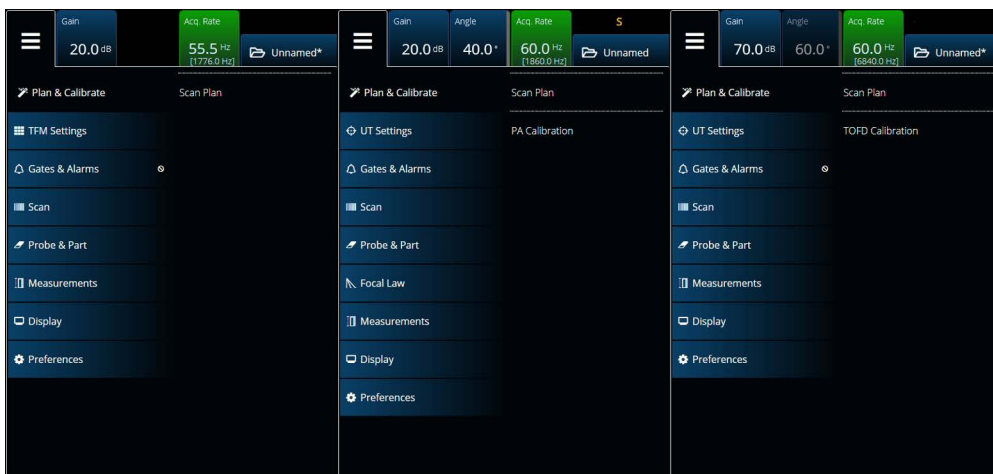 Gain
Acq. Rate
20.0 dB
55.5 Hz
[1776.0 Hz]
Unnamed*
Plan & Calibrate
Scan Plan
TFM Settings
Gates & Alarms
Scan
Probe & Part
Measurements
Display
Preferences
Gain
Angle
Acq. Rate
S
20.0 dB
40.0 °
60.0 Hz
[1860.0 Hz]
Unnamed
Plan & Calibrate
Scan Plan
UT Settings
PA Calibration
Gates & Alarms
Scan
Probe & Part
Focal Law
Measurements
Display
Preferences
Gain
Angle
Acq. Rate
70.0 dB
60.0 °
60.0 Hz
[6840.0 Hz]
Unnamed*
Plan & Calibrate
Scan Plan
UT Settings
TOFD Calibration
Gates & Alarms
Scan
Probe & Part
Measurements
Display
Preferences